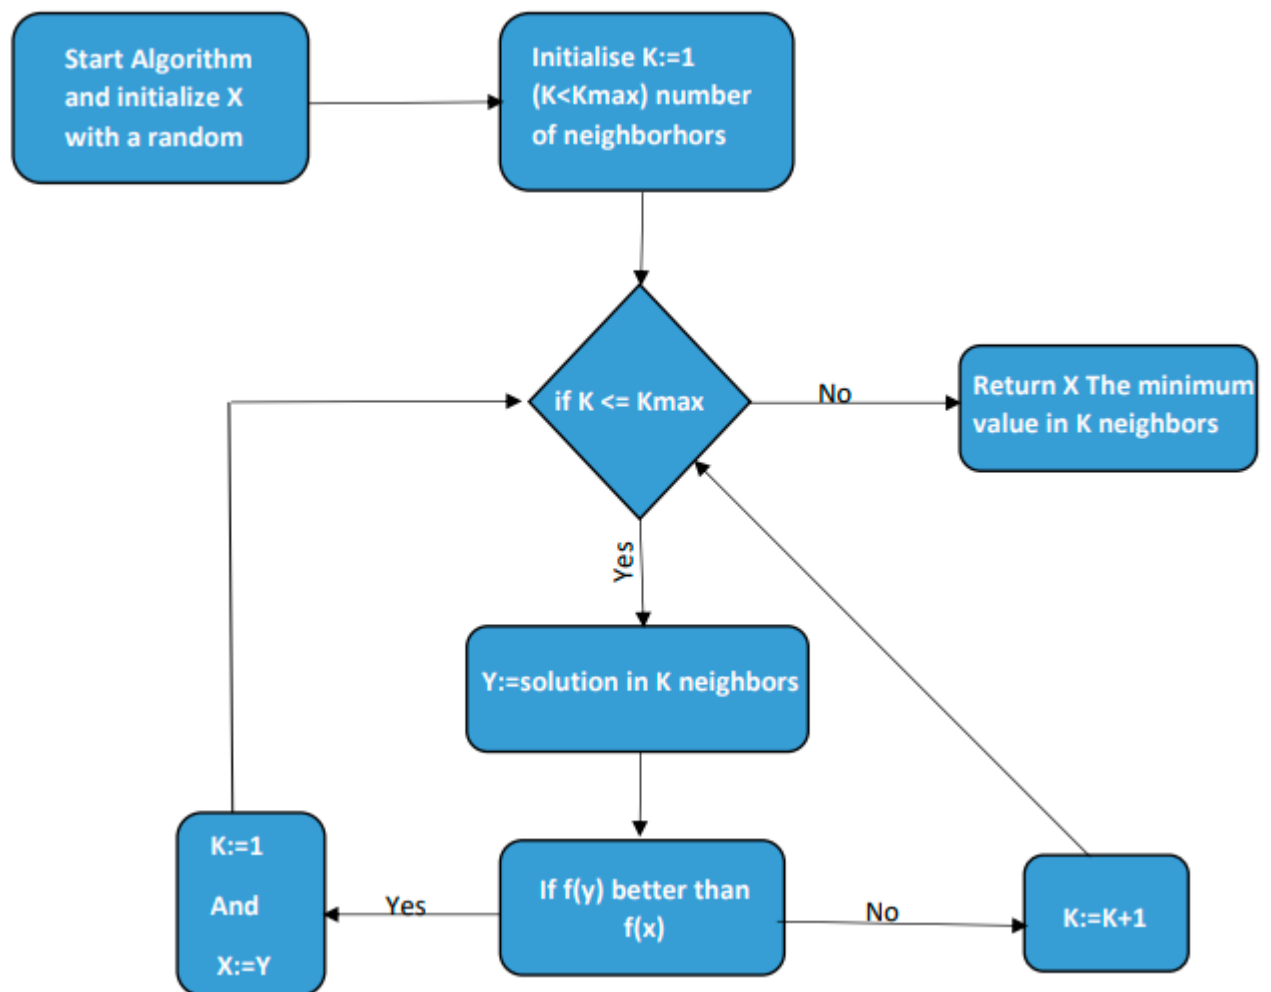 Start Algorithm
and initialize X
with a random
Initialise K:=1
(K<Kmax) number
of neighborhors
if K <= Kmax
No
Return X The minimum
value in K neighbors
Yes
Y:=solution in K neighbors
K:=1
And
X:=Y
Yes
If f(y) better than
f(x)
No
K:=K+1